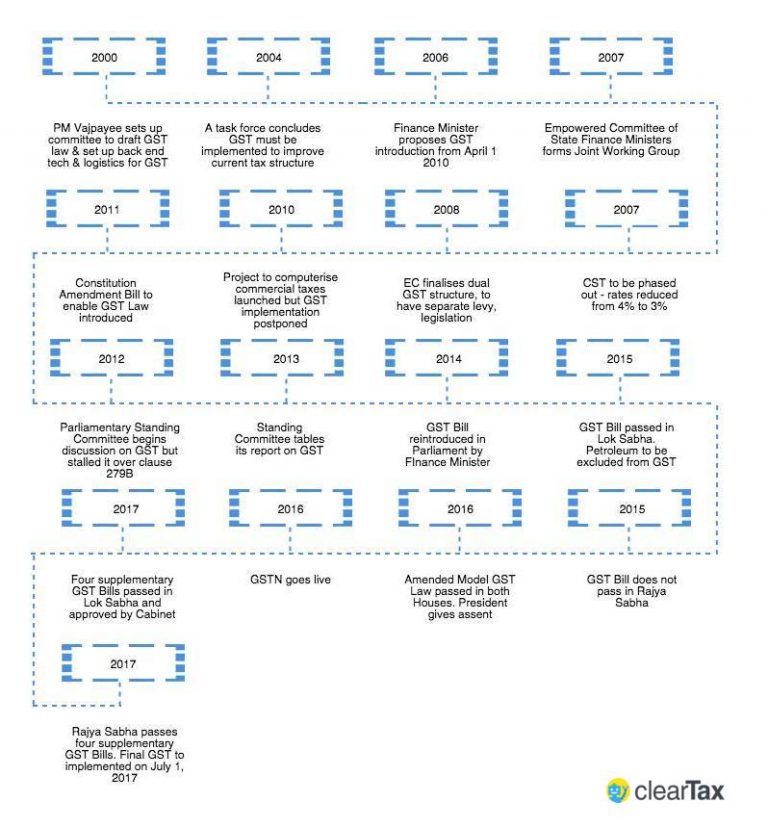 2000
2004
2006
2007
PM Vajpayee sets up
committee to draft GST
law & set up back end
tech & logistics for GST
A task force concludes
GST must be
implemented to improve
current tax structure
Finance Minister
proposes GST
introduction from April 1
2010
Empowered Committee of
State Finance Ministers
forms Joint Working Group
2011
2010
2008
2007
Constitution
Amendment Bill to
enable GST Law
introduced
Project to computerise
commercial taxes
launched but GST
implementation
postponed
EC finalises dual
GST structure, to
have separate levy,
legislation
CST to be phased
out - rates reduced
from 4% to 3%
2012
2013
2014
2015
Parliamentary Standing
Committee begins
discussion on GST but
stalled it over clause
279B
Standing
Committee tables
its report on GST
GST Bill
reintroduced in
Parliament by
FInance Minister
GST Bill passed in
Lok Sabha.
Petroleum to be
excluded from GST
2017
2016
2016
2015
Four supplementary
GST Bills passed in
Lok Sabha and
approved by Cabinet
GSTN goes live
Amended Model GST
Law passed in both
Houses. President
gives assent
GST Bill does not
pass in Rajya
Sabha
2017
Rajya Sabha passes
four supplementary
GST Bills. Final GST to
implemented on July 1,
2017
clearTax